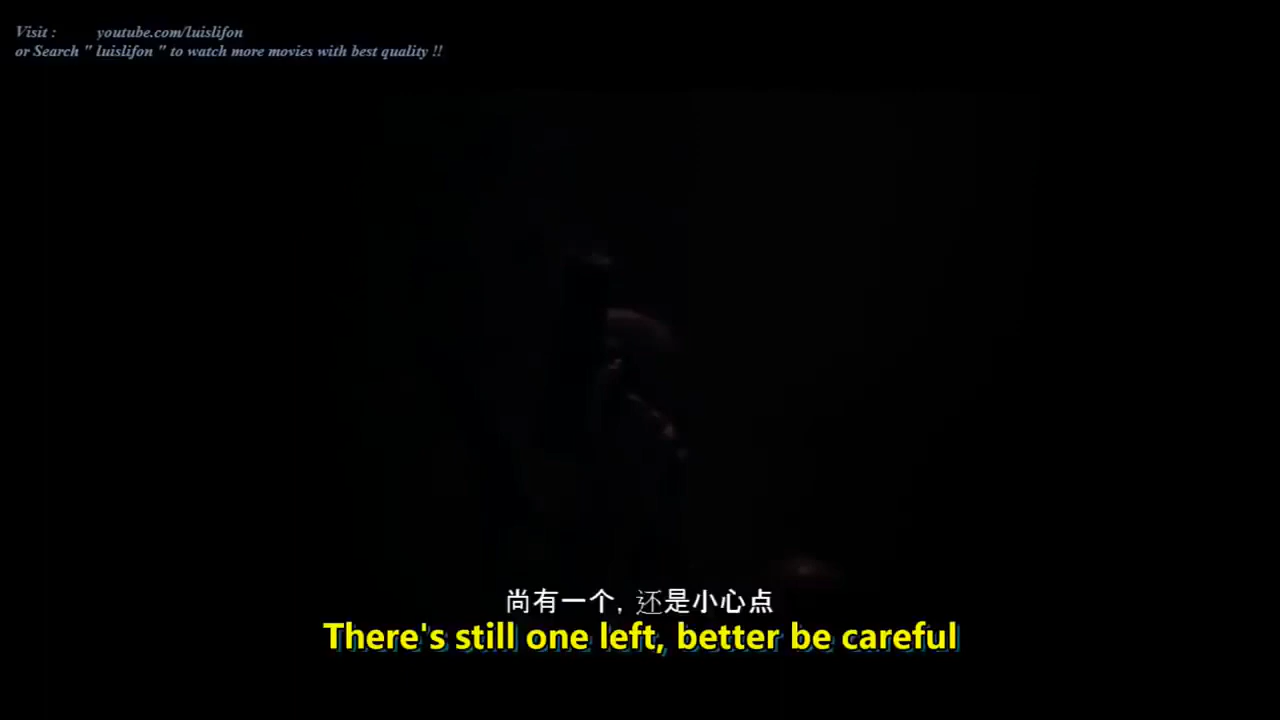 Visit : youtube.com/luislifon
or Search " luislifon " to watch more movies with best quality !!
尚有一个, 还是小心点
There's still one left, better be careful